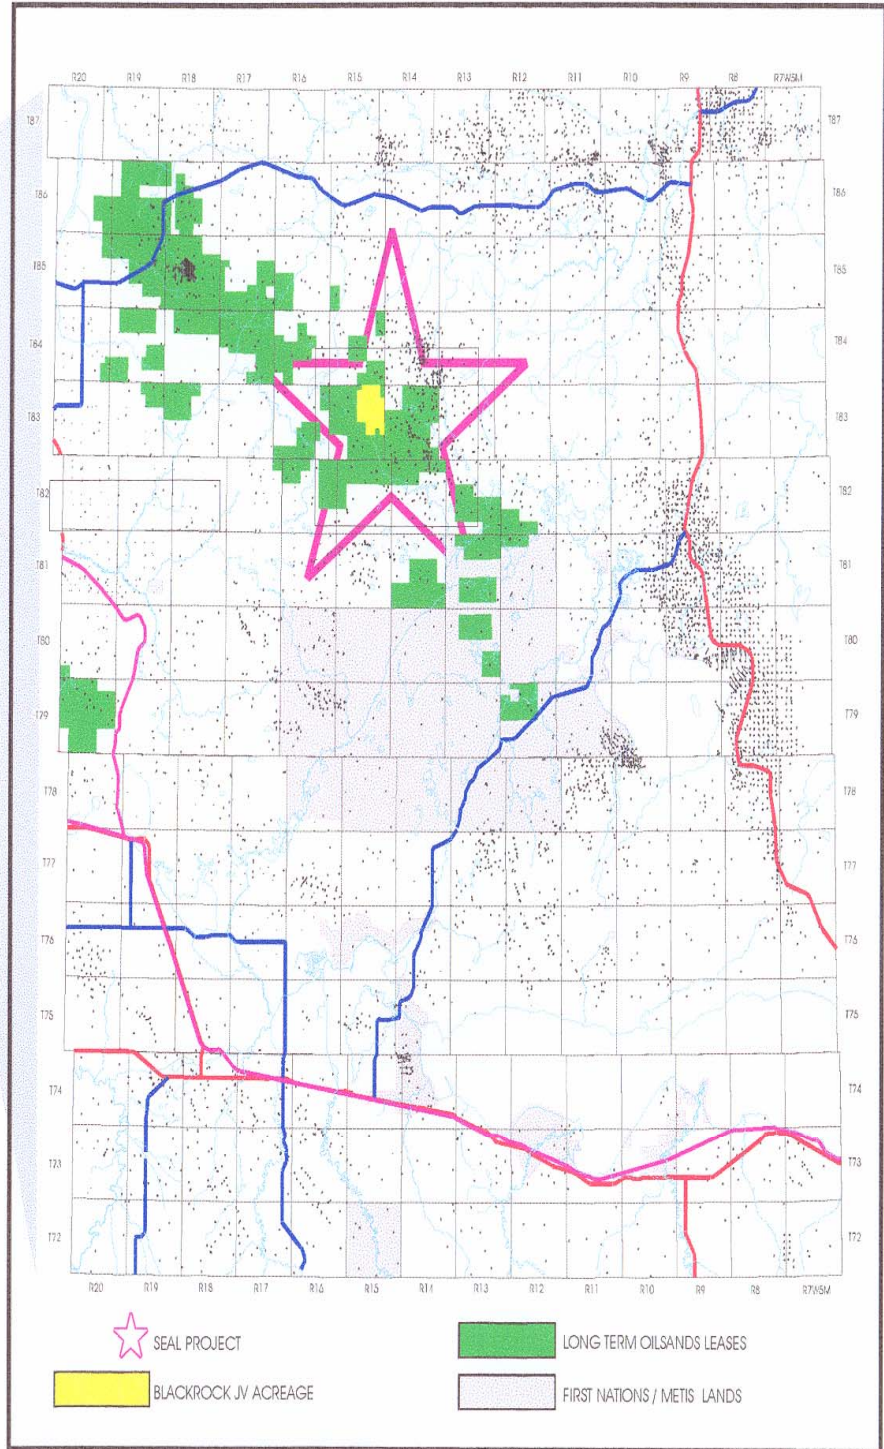 R20 R19 R18 R17 R16 R15 R14 R13 R12 R11 R10 R9 R8 R7W5M
T87 T87
T86 T86
T85 T85
T84 T84
T83 T83
T82 T82
T81 T81
T80 T80
T79 T79
T78 T78
T77 T77
T76 T76
T75 T75
T74 T74
T73 T73
T72 T72
R20 R19 R18 R17 R16 R15 R14 R13 R12 R11 R10 R9 R8 R7W5M
SEAL PROJECT
LONG TERM OILSANDS LEASES
BLACKROCK JV ACREAGE
FIRST NATIONS / METIS LANDS